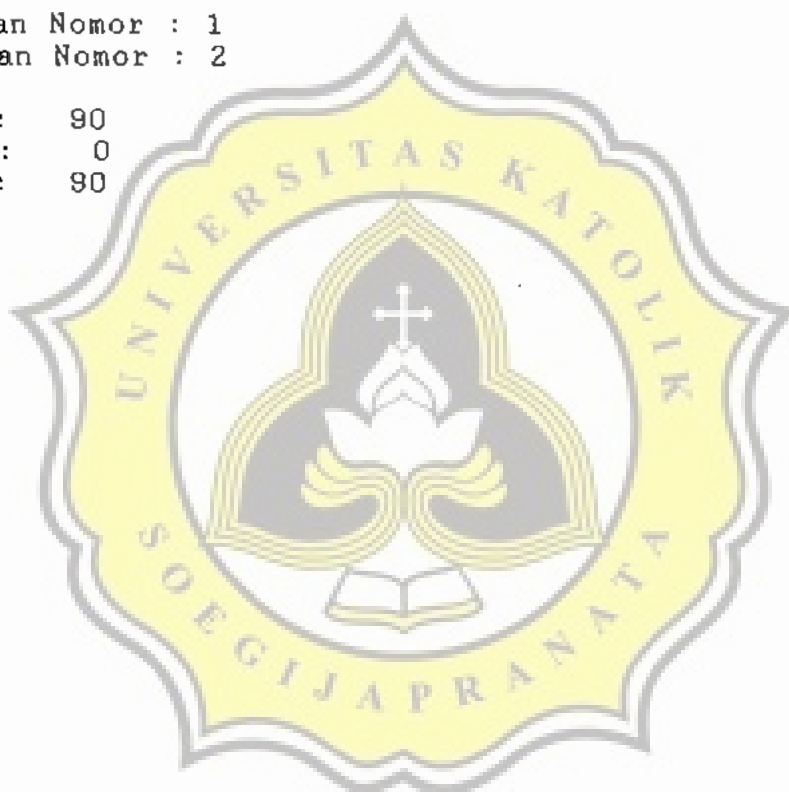 an Nomor : 1
an Nomor : 2
: 90
: 0
: 90
UNIVERSITAS KATOLIK
SOEGIJAPRANATA